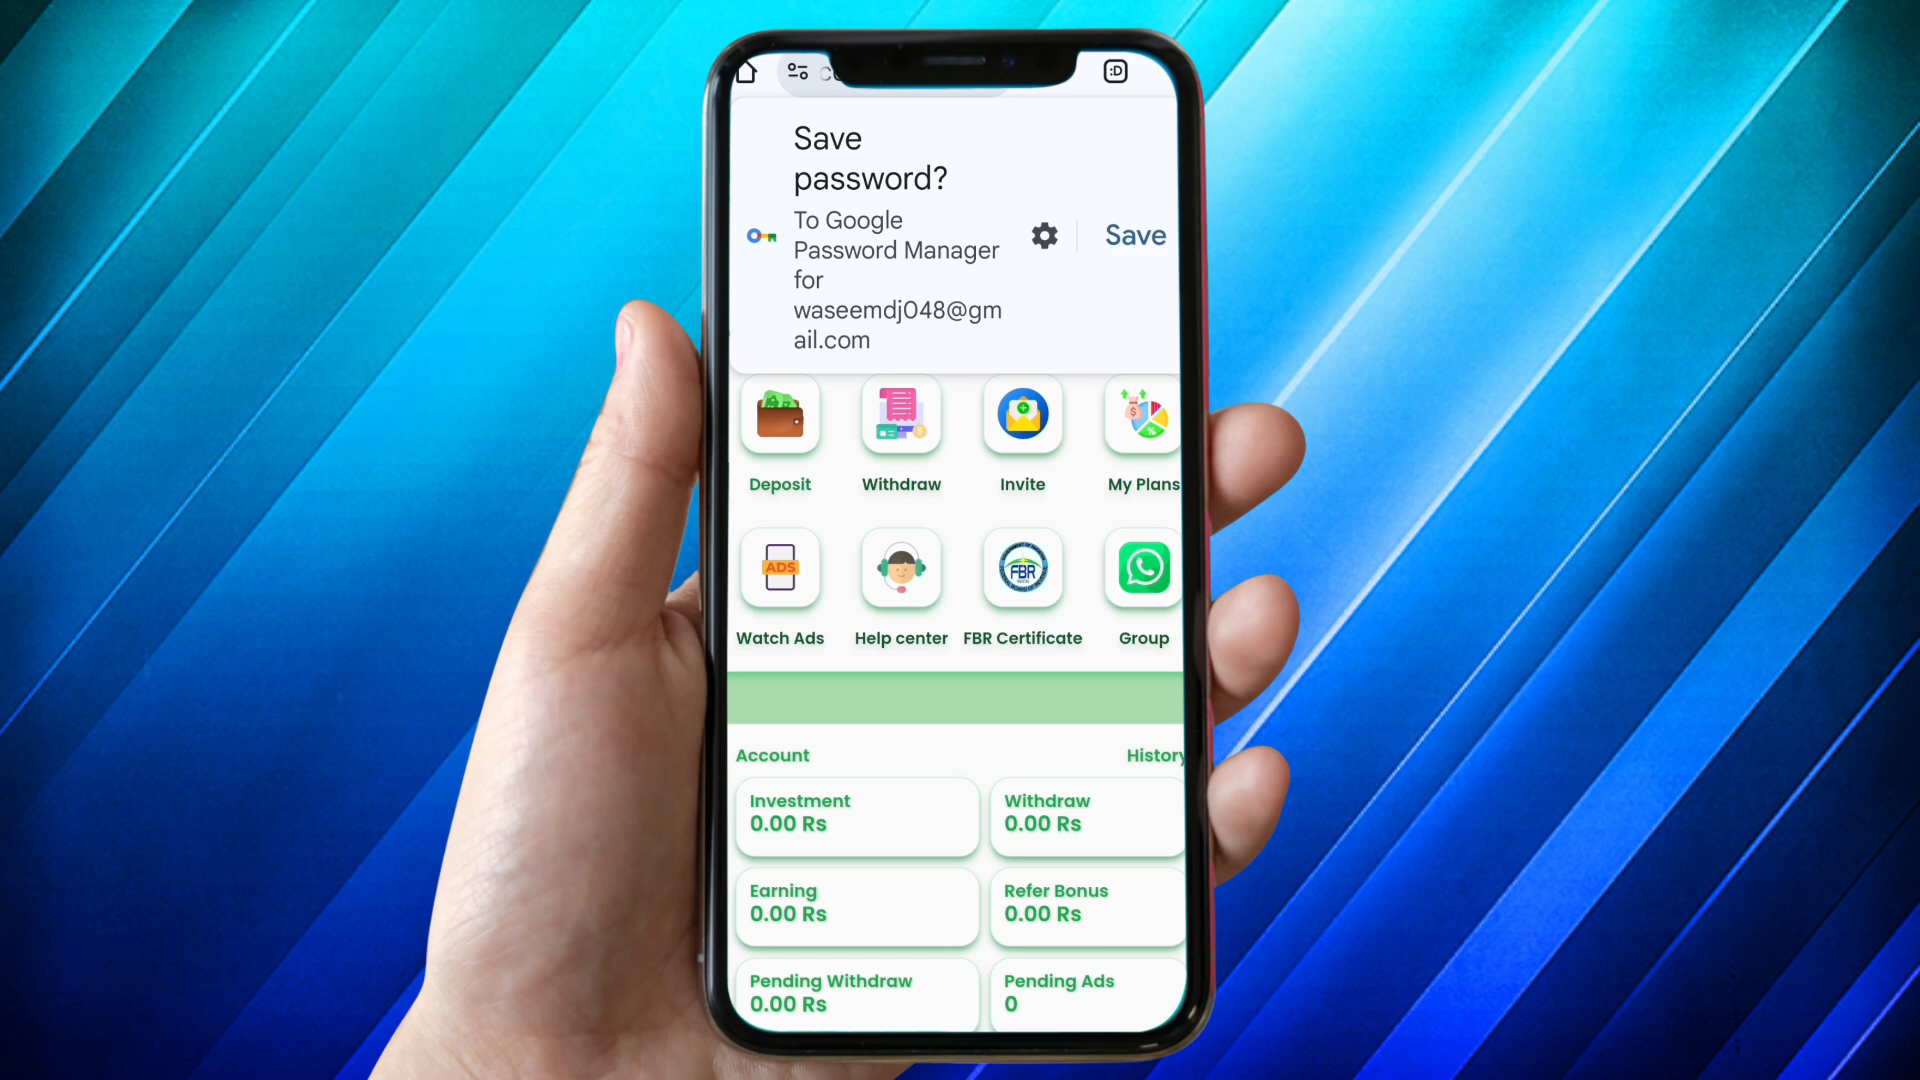 :D
Save
password?
To Google
Password Manager
for
waseemdj048@gm
ail.com
Save
Deposit
Withdraw
Invite
My Plans
ADS
FBR
Watch Ads
Help center
FBR Certificate
Group
Account
History
Investment
0.00 Rs
Withdraw
0.00 Rs
Earning
0.00 Rs
Refer Bonus
0.00 Rs
Pending Withdraw
0.00 Rs
Pending Ads
0